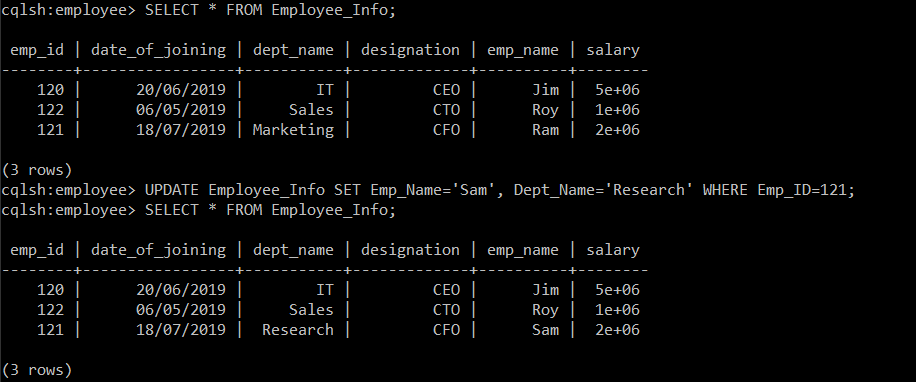 cqlsh:employee> SELECT * FROM Employee_Info;
 emp_id | date_of_joining | dept_name | designation | emp_name | salary
--------+-----------------+-----------+-------------+----------+--------
    120 |      20/06/2019 |        IT |         CEO |      Jim |  5e+06
    122 |      06/05/2019 |     Sales |         CTO |      Roy |  1e+06
    121 |      18/07/2019 | Marketing |         CFO |      Ram |  2e+06
(3 rows)
cqlsh:employee> UPDATE Employee_Info SET Emp_Name='Sam', Dept_Name='Research' WHERE Emp_ID=121;
cqlsh:employee> SELECT * FROM Employee_Info;
 emp_id | date_of_joining | dept_name | designation | emp_name | salary
--------+-----------------+-----------+-------------+----------+--------
    120 |      20/06/2019 |        IT |         CEO |      Jim |  5e+06
    122 |      06/05/2019 |     Sales |         CTO |      Roy |  1e+06
    121 |      18/07/2019 |  Research |         CFO |      Sam |  2e+06
(3 rows)